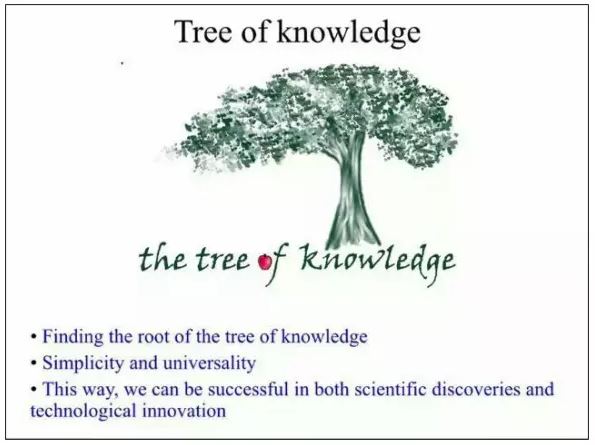 Tree of knowledge
the tree of knowledge
• Finding the root of the tree of knowledge
• Simplicity and universality
• This way, we can be successful in both scientific discoveries and
technological innovation